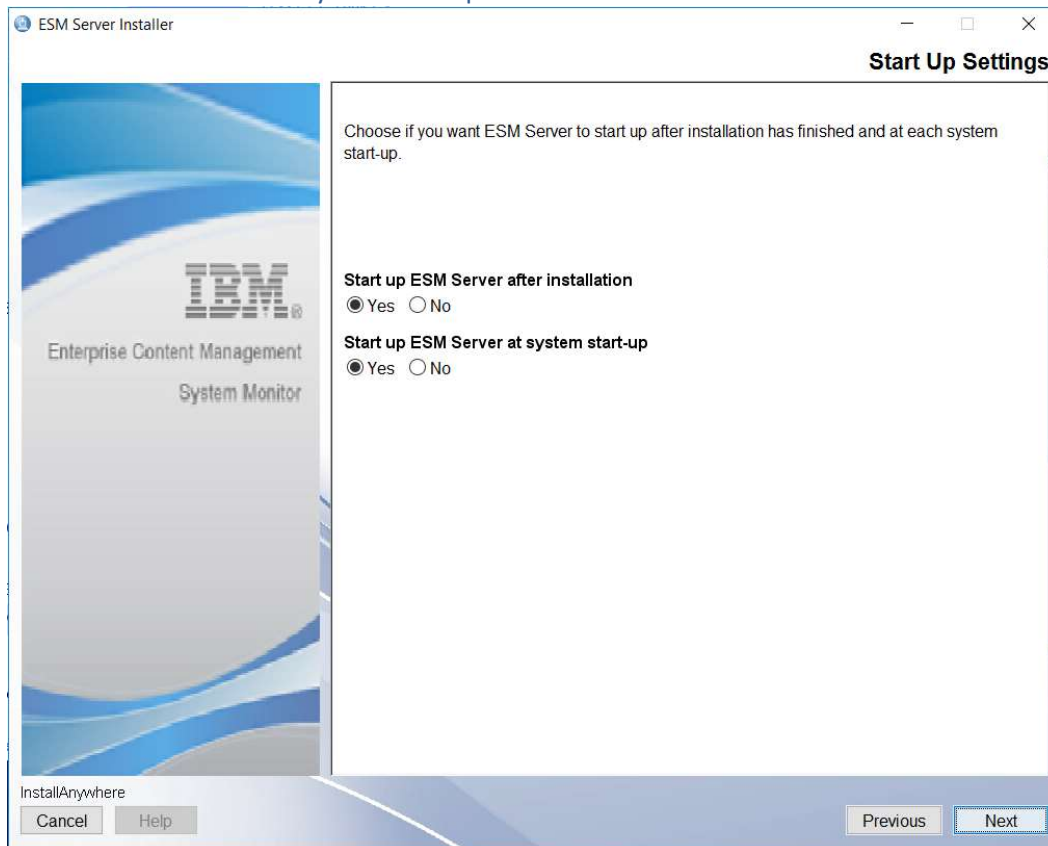 ESM Server Installer
Start Up Settings
Choose if you want ESM Server to start up after installation has finished and at each system
start-up.
IBM®
Enterprise Content Management
System Monitor
Start up ESM Server after installation
Yes No
Start up ESM Server at system start-up
Yes No
InstallAnywhere
Cancel Help Previous Next